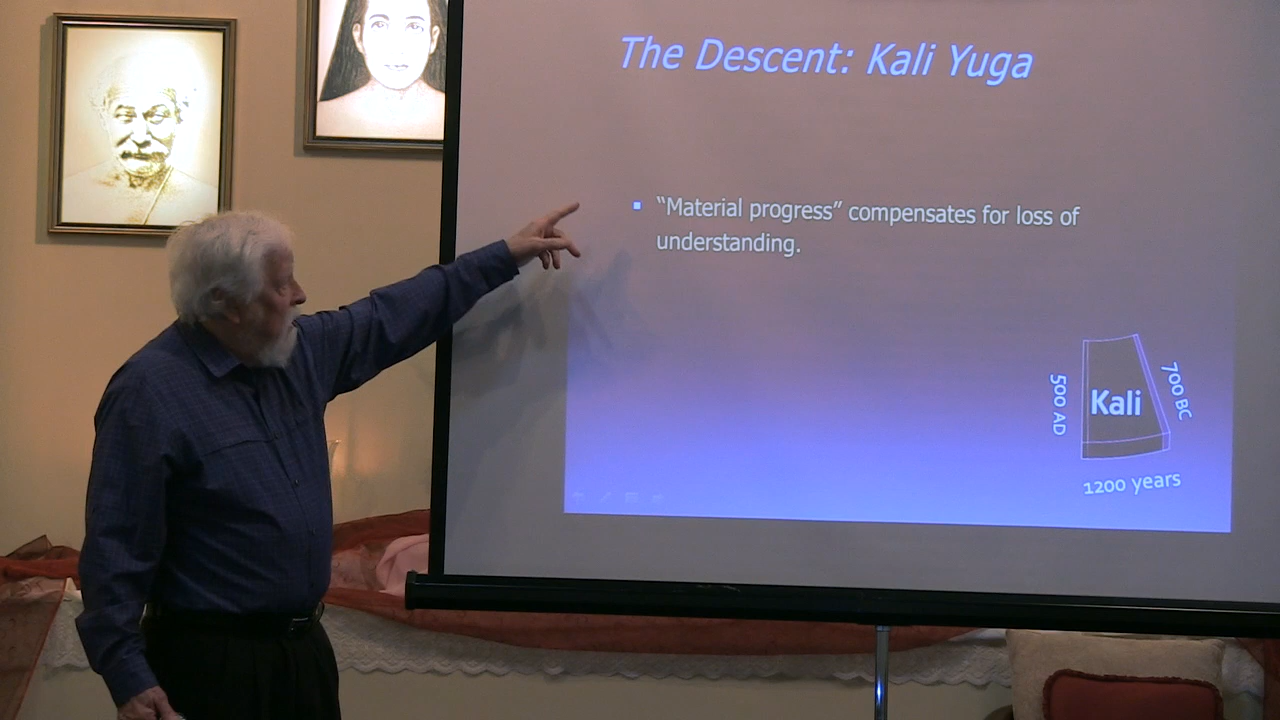 The Descent: Kali Yuga
“Material progress” compensates for loss of
understanding.
500 AD
Kali
700 BC
1200 years